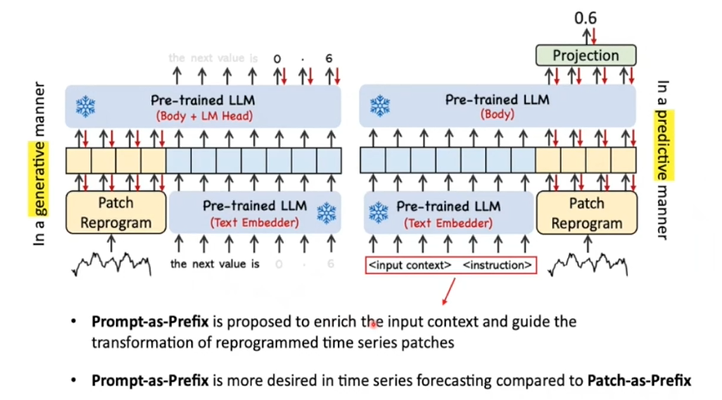 In a generative manner
the next value is 0 . 6
Pre-trained LLM
(Body + LM Head)
Patch
Reprogram
Pre-trained LLM
(Text Embedder)
the next value is 0 . 6
0.6
Projection
Pre-trained LLM
(Body)
Pre-trained LLM
(Text Embedder)
Patch
Reprogram
<input context> <instruction>
In a predictive manner
• Prompt-as-Prefix is proposed to enrich the input context and guide the
transformation of reprogrammed time series patches
• Prompt-as-Prefix is more desired in time series forecasting compared to Patch-as-Prefix